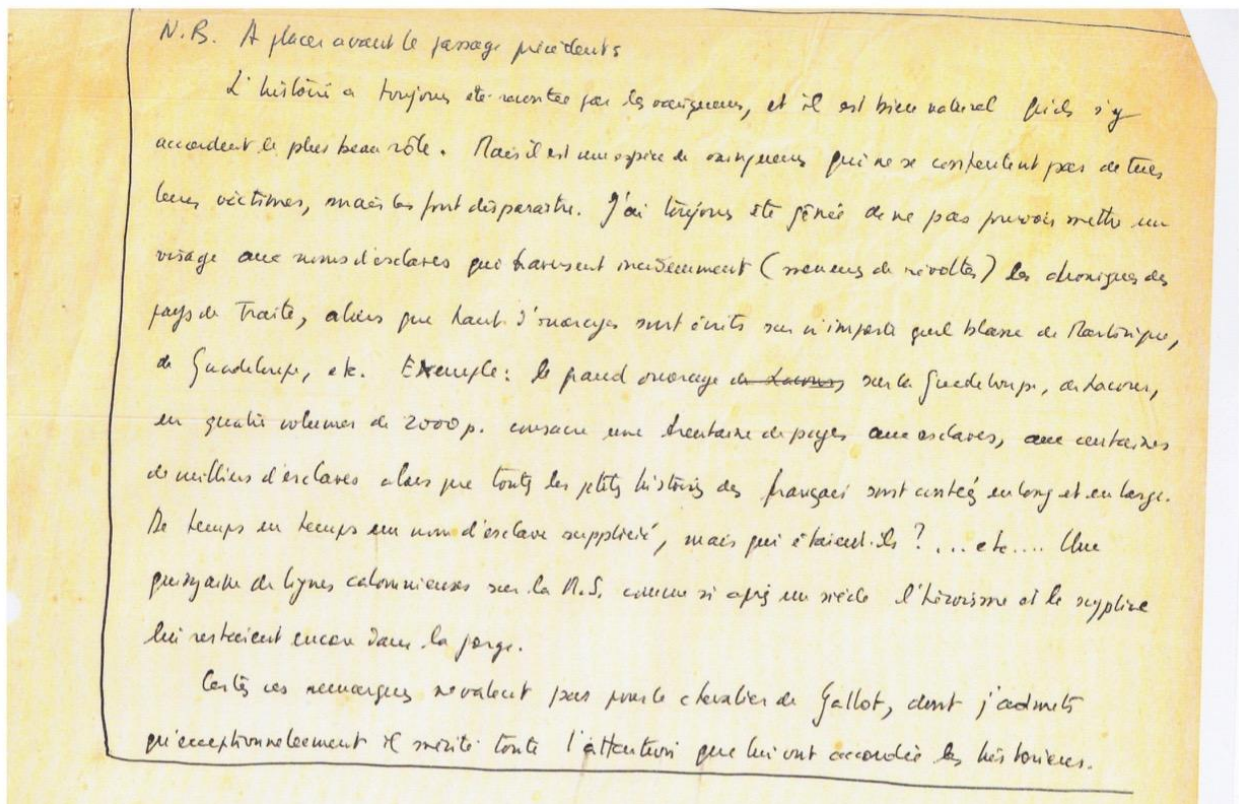 N.B. A placer avant le passage précédents
L'histoire a toujours été racontée par les vainqueurs, et il est bien naturel qu'ils s'y
accordent le plus beau rôle. Mais il est une espèce de vainqueurs qui ne se contentent pas de tuer
leurs victimes, mais les font disparaître. J'ai toujours été gênée de ne pas pouvoir mettre un
visage aux noms d'esclaves qui traversent incidemment (meneurs de révoltes) les chroniques des
pays de Traite, alors que tant d'ouvrages sont écrits sur n'importe quel blanc de Martinique,
de Guadeloupe, etc. Exemple: le grand ouvrage de Lacour, sur la Guadeloupe, de Lacour,
en quatre volumes de 2000 p. consacre une trentaine de pages aux esclaves, aux centaines
de milliers d'esclaves alors que toutes les petites histoires des français sont contées en long et en large.
De temps en temps un nom d'esclave supplicié, mais qui étaient-ils ? ... etc.... Une
quinzaine de lignes calomnieuses sur la M.S. comme si après un siècle l'héroïsme et le supplice
lui restaient encore dans la gorge.
Certes ces remarques ne valent pas pour le chevalier de Gallot, dont j'admets
qu'exceptionnellement il mérite toute l'attention que lui ont accordée les historiens.